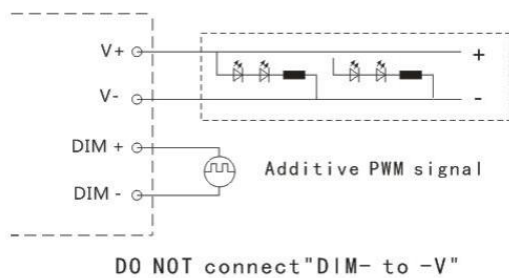 V+
+
V-
-
DIM +
Additive PWM signal
DIM -
DO NOT connect"DIM- to -V"